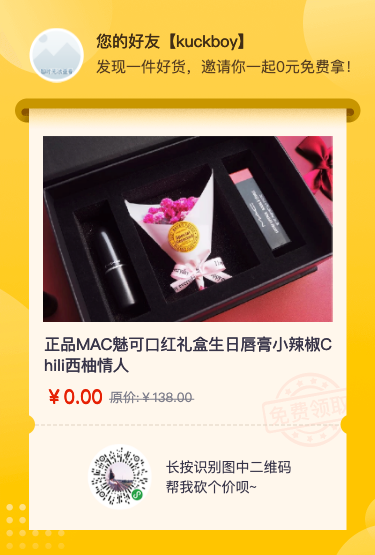 您的好友【kuckboy】
发现一件好货，邀请你一起0元免费拿！
正品MAC魅可口红礼盒生日唇膏小辣椒C
hili西柚情人
￥0.00 原价:￥138.00
免费领取
长按识别图中二维码
帮我砍个价呗~